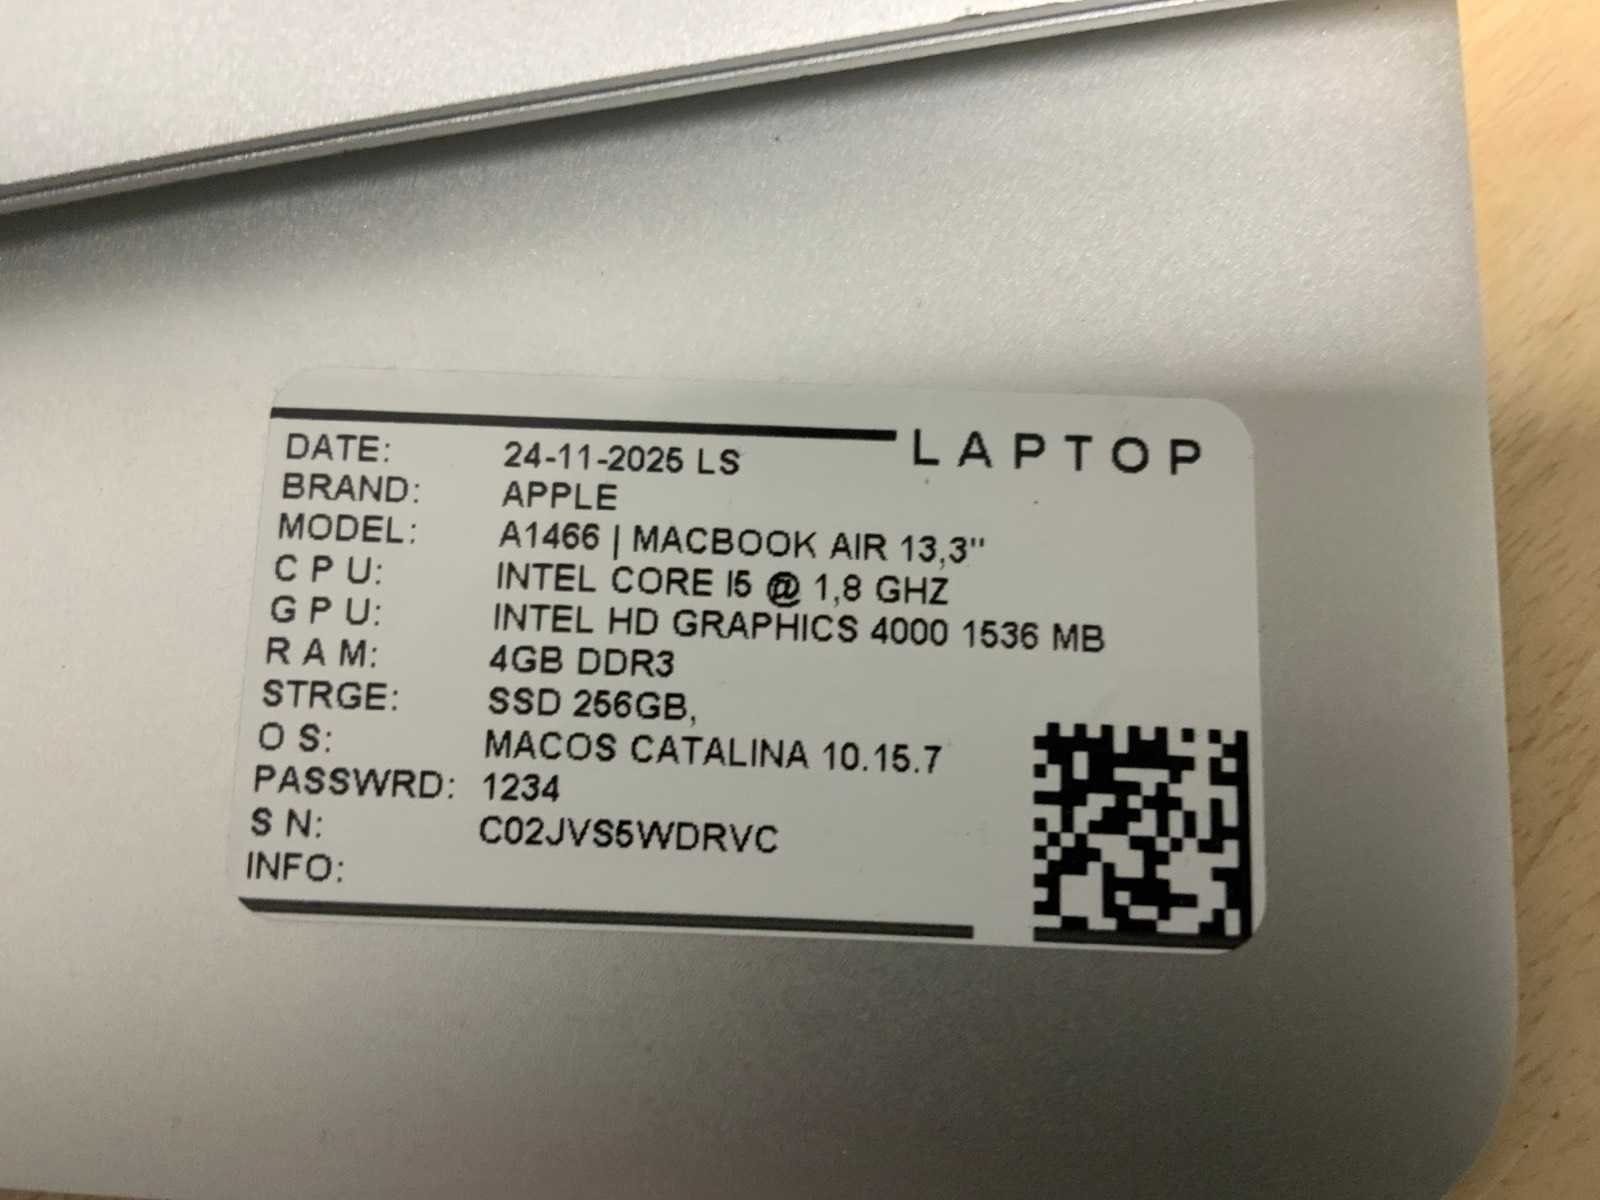 LAPTOP
DATE: 24-11-2025 LS
BRAND: APPLE
MODEL: A1466 | MACBOOK AIR 13,3"
C P U: INTEL CORE I5 @ 1,8 GHZ
G P U: INTEL HD GRAPHICS 4000 1536 MB
R A M: 4GB DDR3
STRGE: SSD 256GB,
O S: MACOS CATALINA 10.15.7
PASSWRD: 1234
S N: C02JVS5WDRVC
INFO: